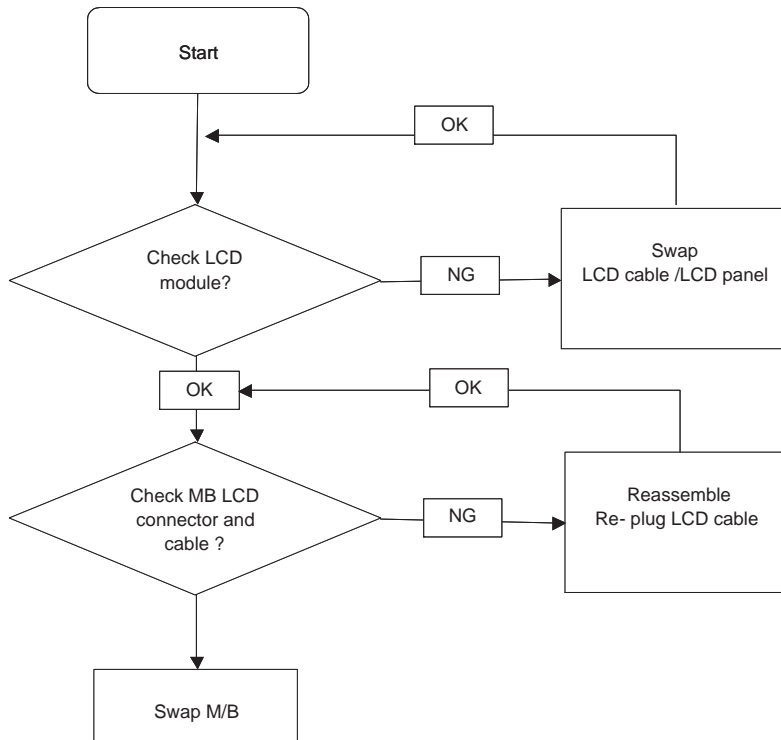 Start
OK
Check LCD
module?
NG
Swap
LCD cable /LCD panel
OK
OK
Check MB LCD
connector and
cable ?
NG
Reassemble
Re- plug LCD cable
Swap M/B